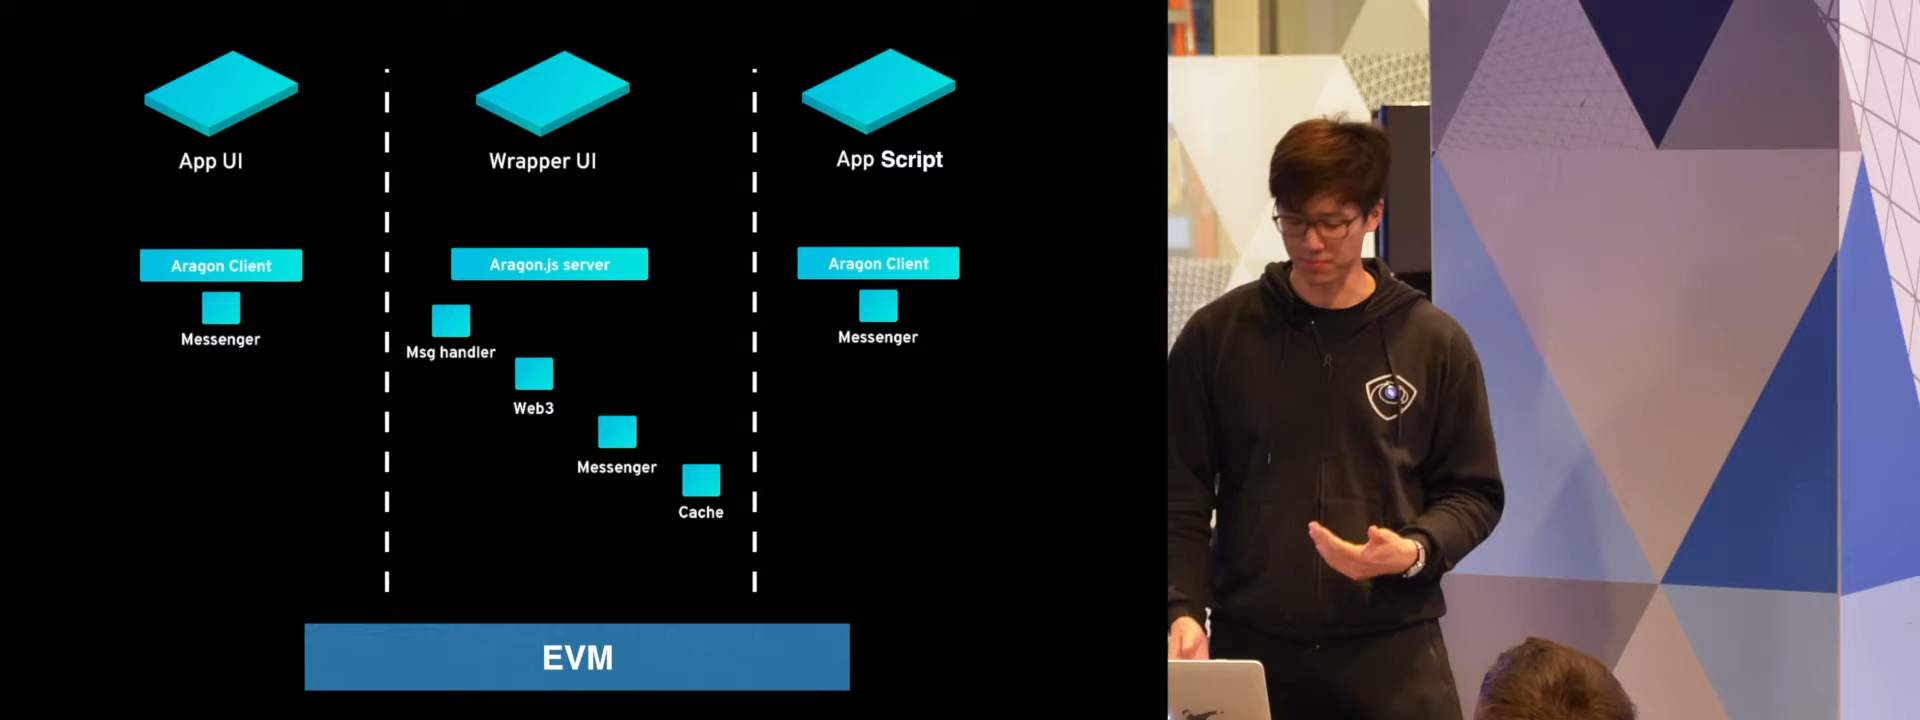 App UI
Wrapper UI
App Script
Aragon Client
Aragon.js server
Aragon Client
Messenger
Msg handler
Messenger
Web3
Messenger
Cache
EVM